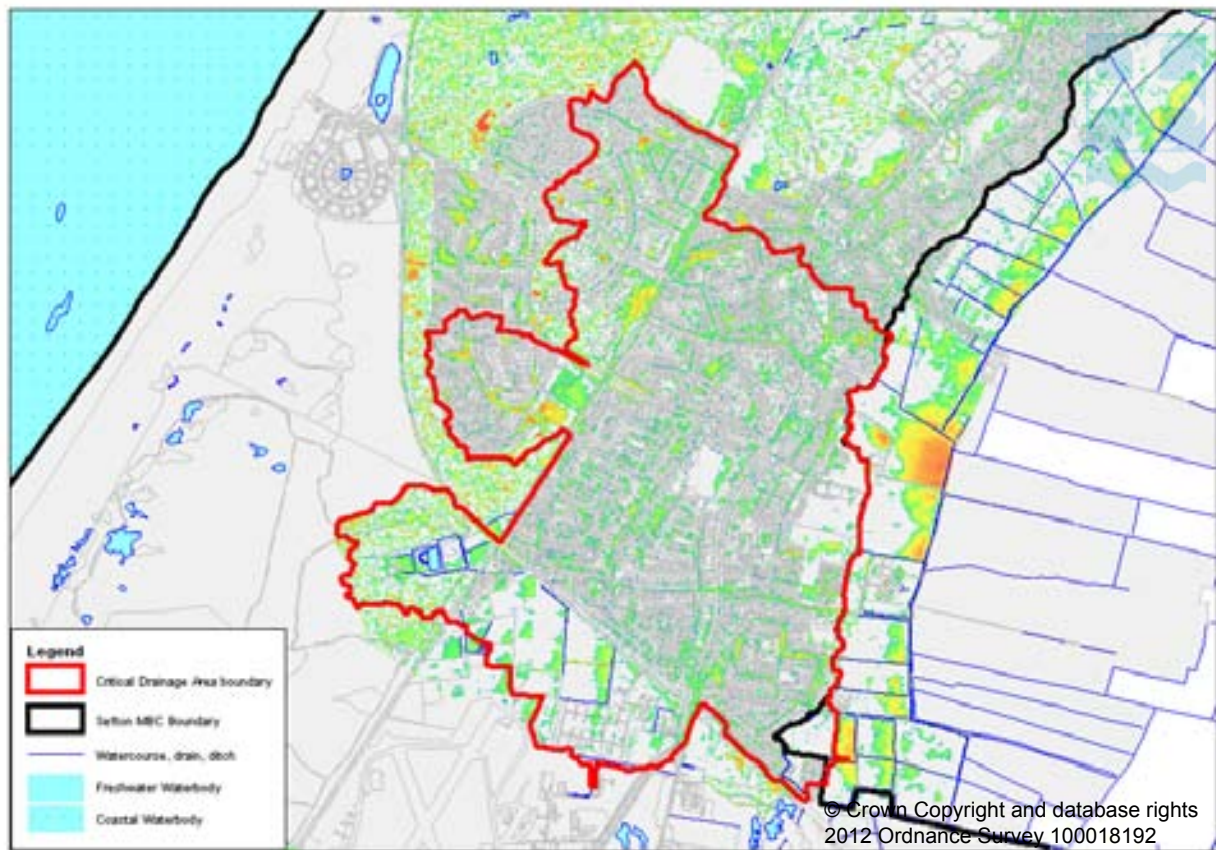 Legend
Critical Drainage Area boundary
Sefton MBC Boundary
Watercourse, drain, ditch
Freshwater Waterbody
Coastal Waterbody
© Crown Copyright and database rights
2012 Ordnance Survey 100018192